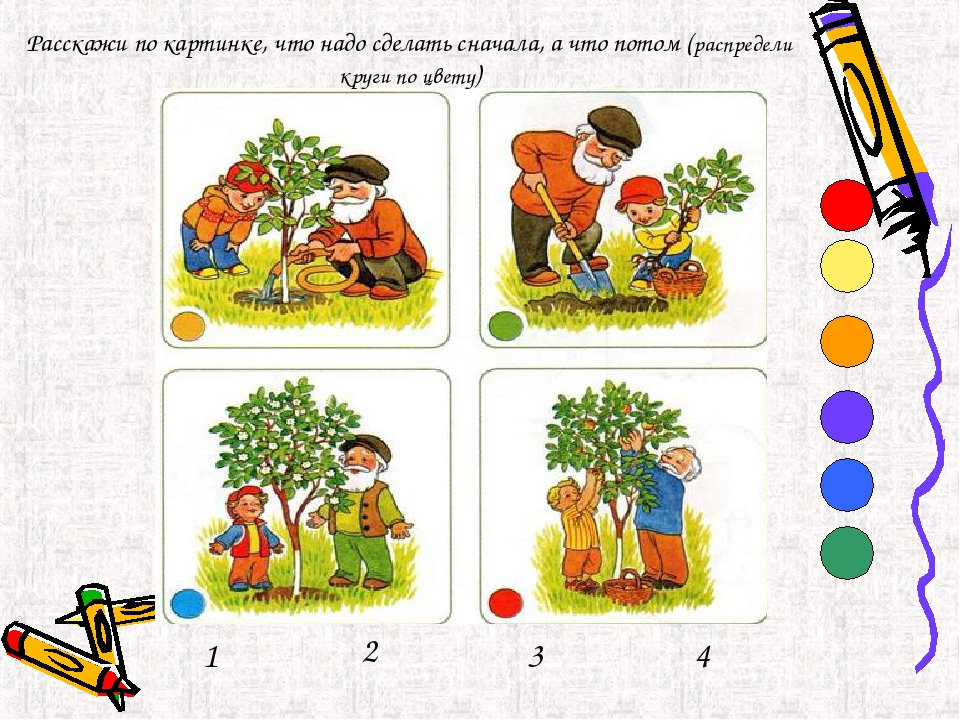 Расскажи по картинке, что надо сделать сначала, а что потом (распредели
круги по цвету)
1 2 3 4